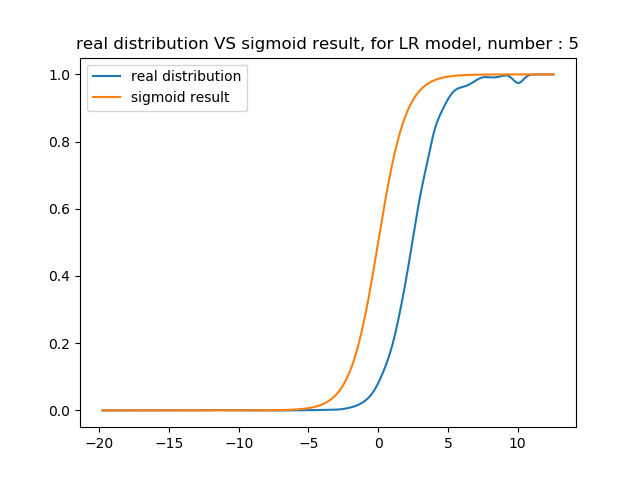 real distribution VS sigmoid result, for LR model, number : 5
real distribution
sigmoid result
1.0
0.8
0.6
0.4
0.2
0.0
−20 −15 −10 −5 0 5 10